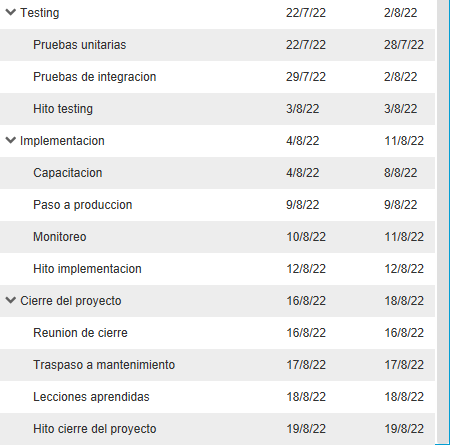 Testing 22/7/22 2/8/22
Pruebas unitarias 22/7/22 28/7/22
Pruebas de integracion 29/7/22 2/8/22
Hito testing 3/8/22 3/8/22
Implementacion 4/8/22 11/8/22
Capacitacion 4/8/22 8/8/22
Paso a produccion 9/8/22 9/8/22
Monitoreo 10/8/22 11/8/22
Hito implementacion 12/8/22 12/8/22
Cierre del proyecto 16/8/22 18/8/22
Reunion de cierre 16/8/22 16/8/22
Traspaso a mantenimiento 17/8/22 17/8/22
Lecciones aprendidas 18/8/22 18/8/22
Hito cierre del proyecto 19/8/22 19/8/22